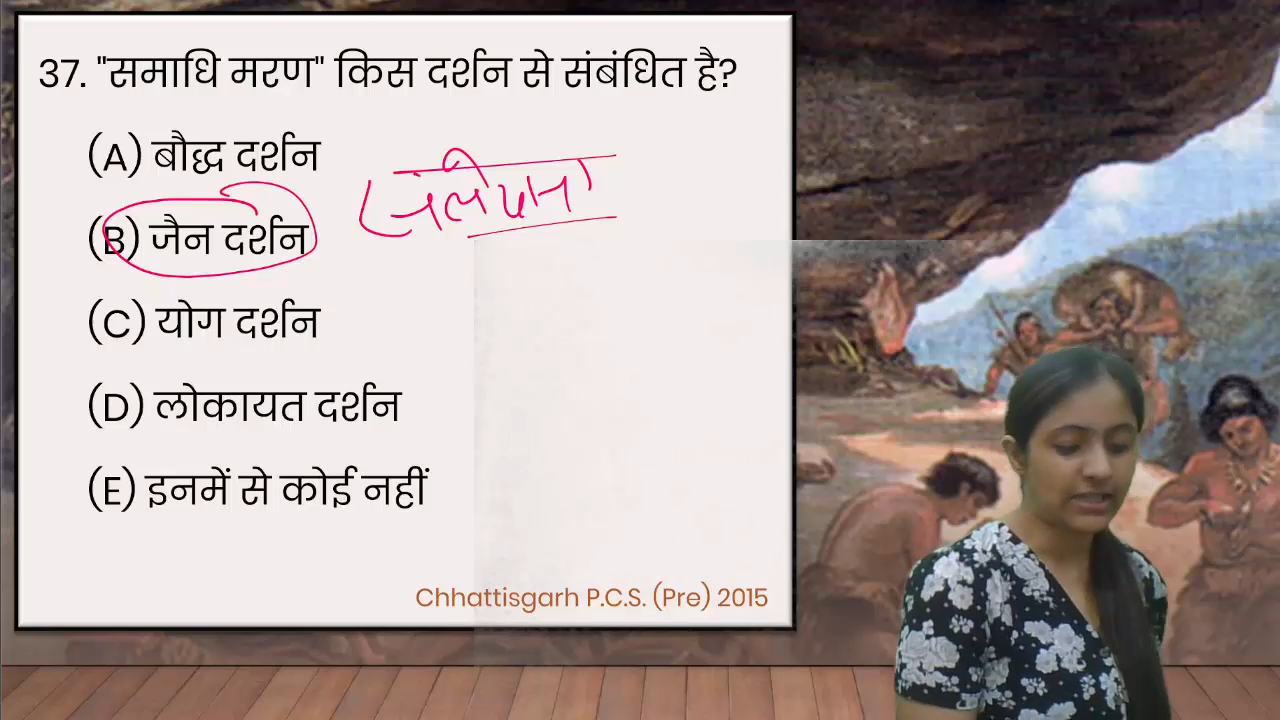 37. "समाधि मरण" किस दर्शन से संबंधित है?
(A) बौद्ध दर्शन
(B) जैन दर्शन
(C) योग दर्शन
(D) लोकायत दर्शन
(E) इनमें से कोई नहीं
Chhattisgarh P.C.S. (Pre) 2015